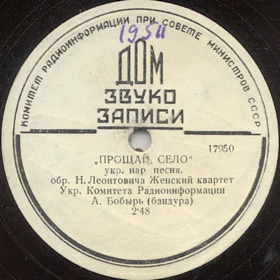 КОМИТЕТ РАДИОИНФОРМАЦИИ ПРИ СОВЕТЕ МИНИСТРОВ СССР
1951
ДОМ
ЗВУКО
ЗАПИСИ
17950
„ПРОЩАЙ, СЕЛО“
укр. нар песня.
обр. Н. Леонтовича Женский квартет
Укр. Комитета Радиоинформации
А. Бобырь (бандура)
2'48